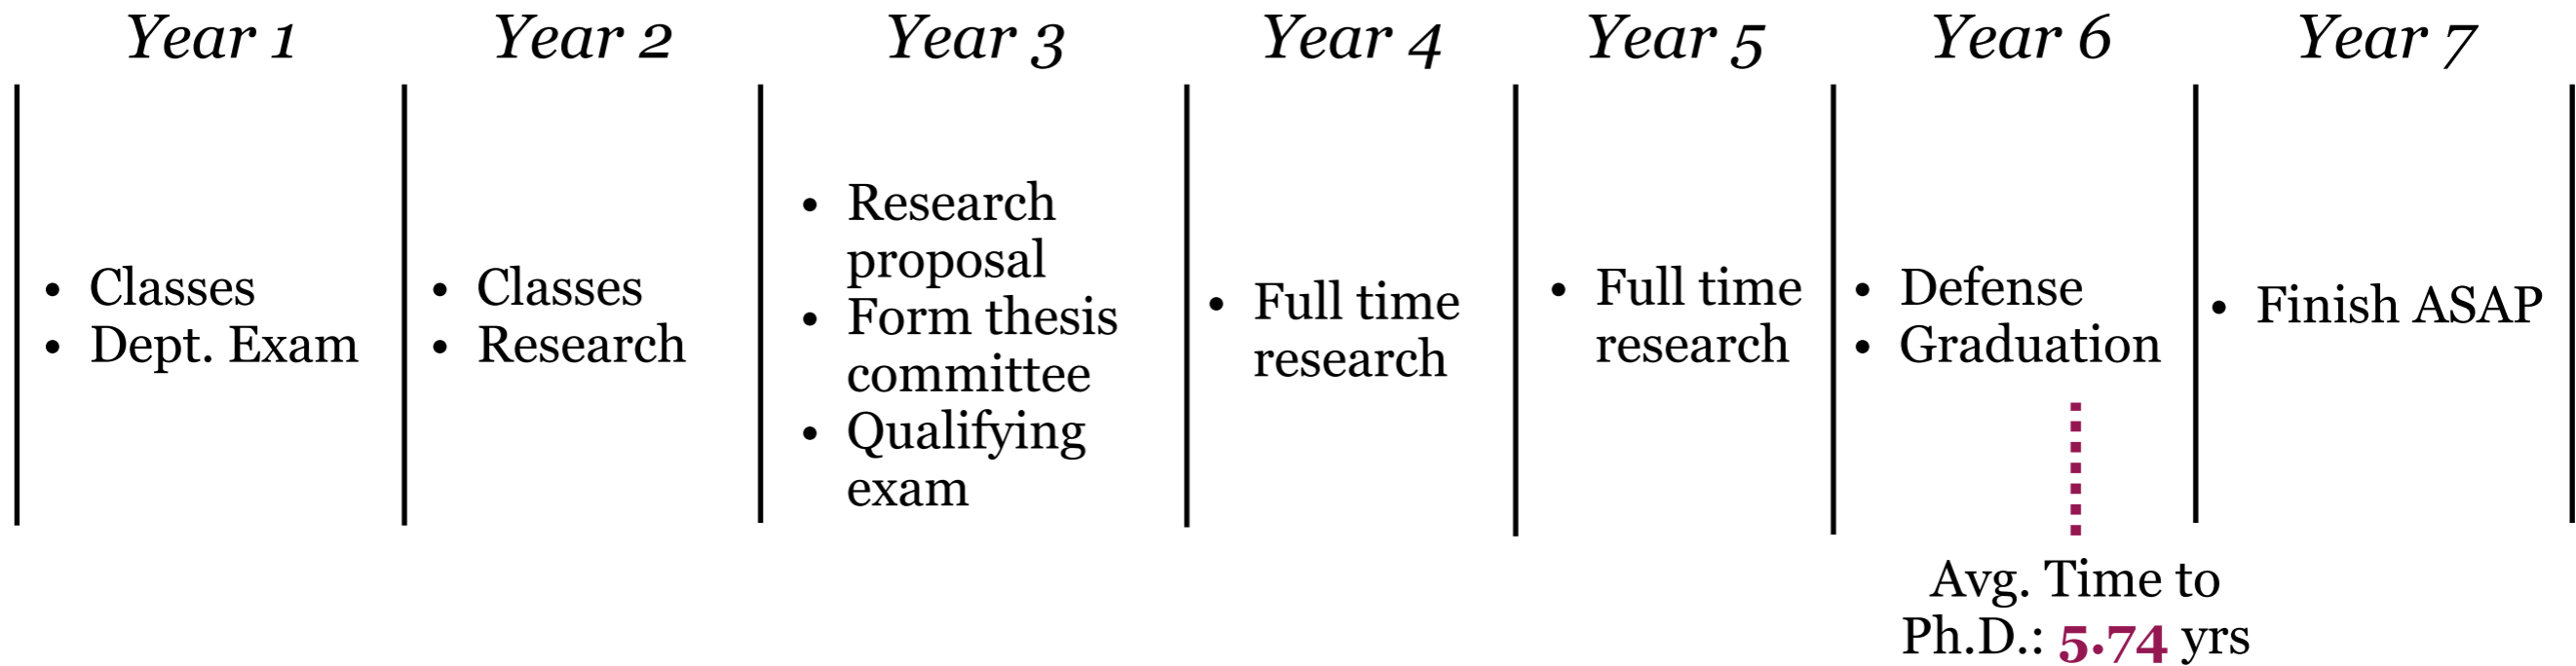 Year 1
Year 2
Year 3
Year 4
Year 5
Year 6
Year 7
• Classes
• Dept. Exam
• Classes
• Research
• Research
proposal
• Form thesis
committee
• Qualifying
exam
• Full time
research
• Full time
research
• Defense
• Graduation
• Finish ASAP
Avg. Time to
Ph.D.: 5.74 yrs